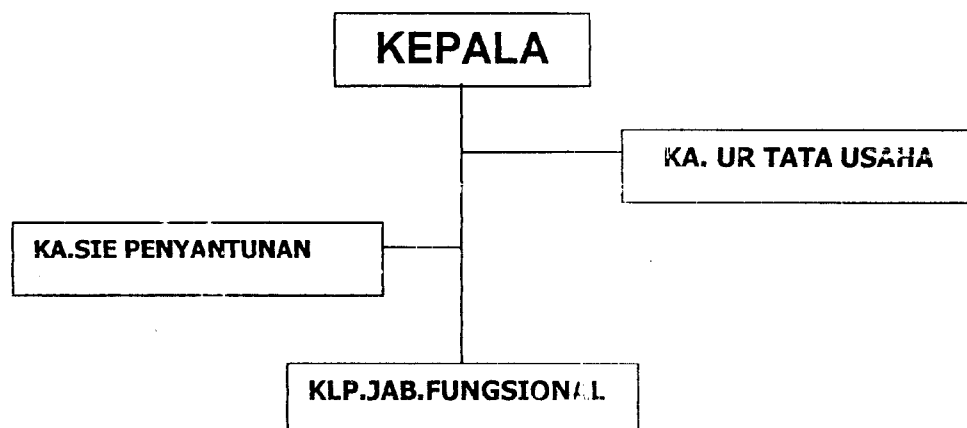 KEPALA
KA. UR TATA USAHA
KA.SIE PENYANTUNAN
KLP.JAB.FUNGSIONAL